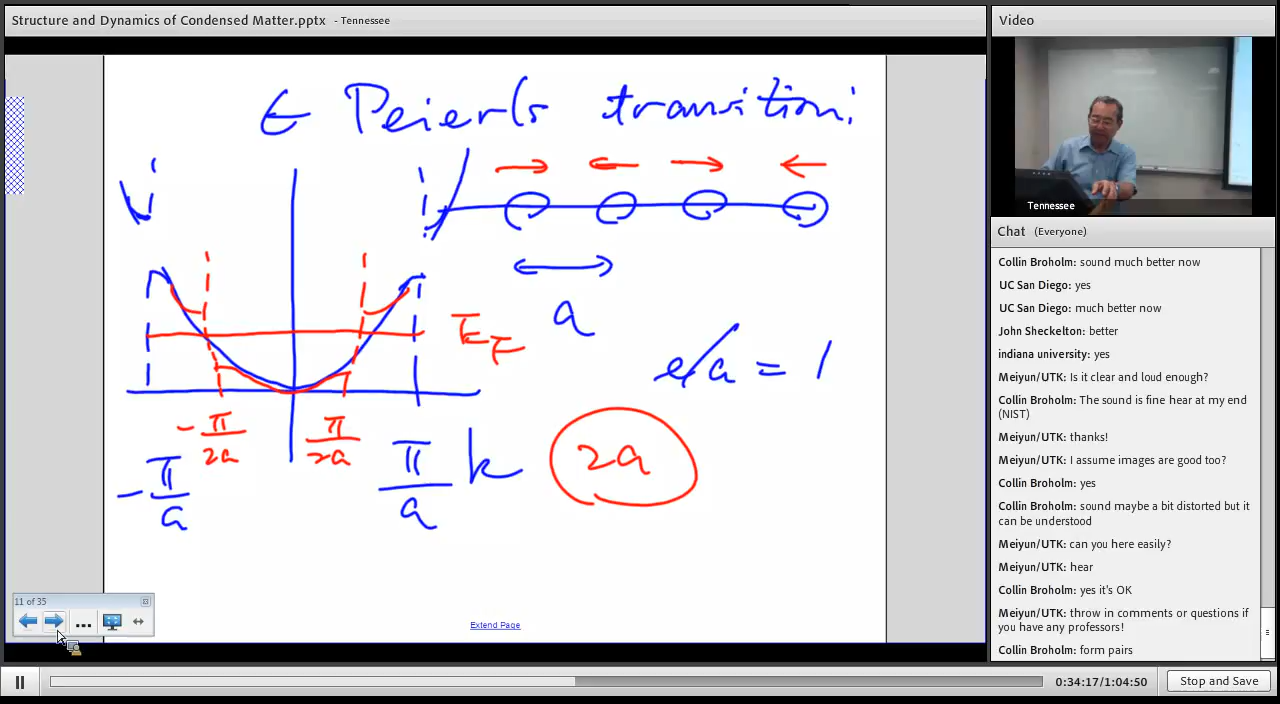 Structure and Dynamics of Condensed Matter.pptx - Tennessee
ϵ Peierls transition:
a
E_F
e/a = 1
-π/2a
π/2a
-π/a
π/a
k
2a
11 of 35
...
Extend Page
Video
Tennessee
Chat (Everyone)
Collin Broholm: sound much better now
UC San Diego: yes
UC San Diego: much better now
John Sheckelton: better
indiana university: yes
Meiyun/UTK: Is it clear and loud enough?
Collin Broholm: The sound is fine hear at my end
(NIST)
Meiyun/UTK: thanks!
Meiyun/UTK: I assume images are good too?
Collin Broholm: yes
Collin Broholm: sound maybe a bit distorted but it
can be understood
Meiyun/UTK: can you here easily?
Meiyun/UTK: hear
Collin Broholm: yes it's OK
Meiyun/UTK: throw in comments or questions if
you have any professors!
Collin Broholm: form pairs
0:34:17/1:04:50
Stop and Save